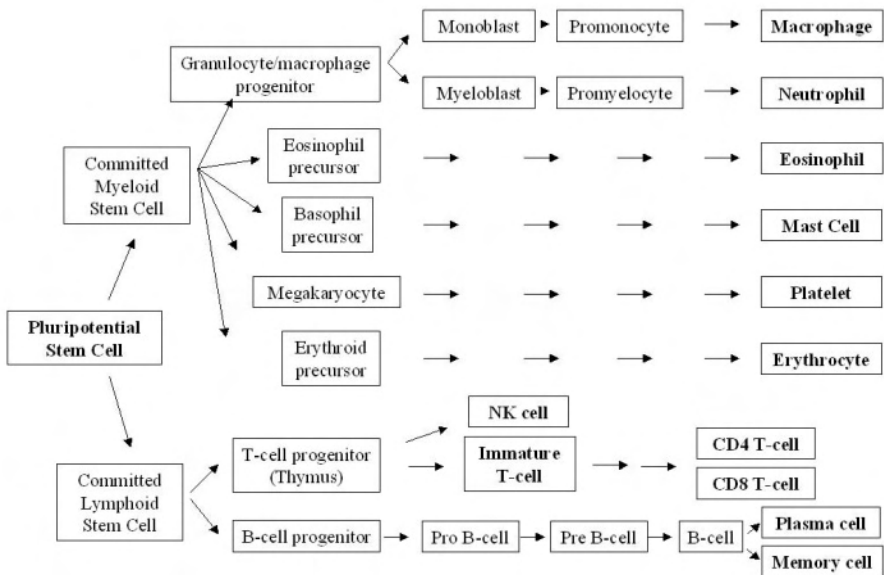 Monoblast
Promonocyte
Macrophage
Granulocyte/macrophage
progenitor
Myeloblast
Promyelocyte
Neutrophil
Committed
Myeloid
Stem Cell
Eosinophil
precursor
Eosinophil
Basophil
precursor
Mast Cell
Megakaryocyte
Platelet
Pluripotential
Stem Cell
Erythroid
precursor
Erythrocyte
NK cell
T-cell progenitor
(Thymus)
Immature
T-cell
CD4 T-cell
CD8 T-cell
Committed
Lymphoid
Stem Cell
B-cell progenitor
Pro B-cell
Pre B-cell
B-cell
Plasma cell
Memory cell